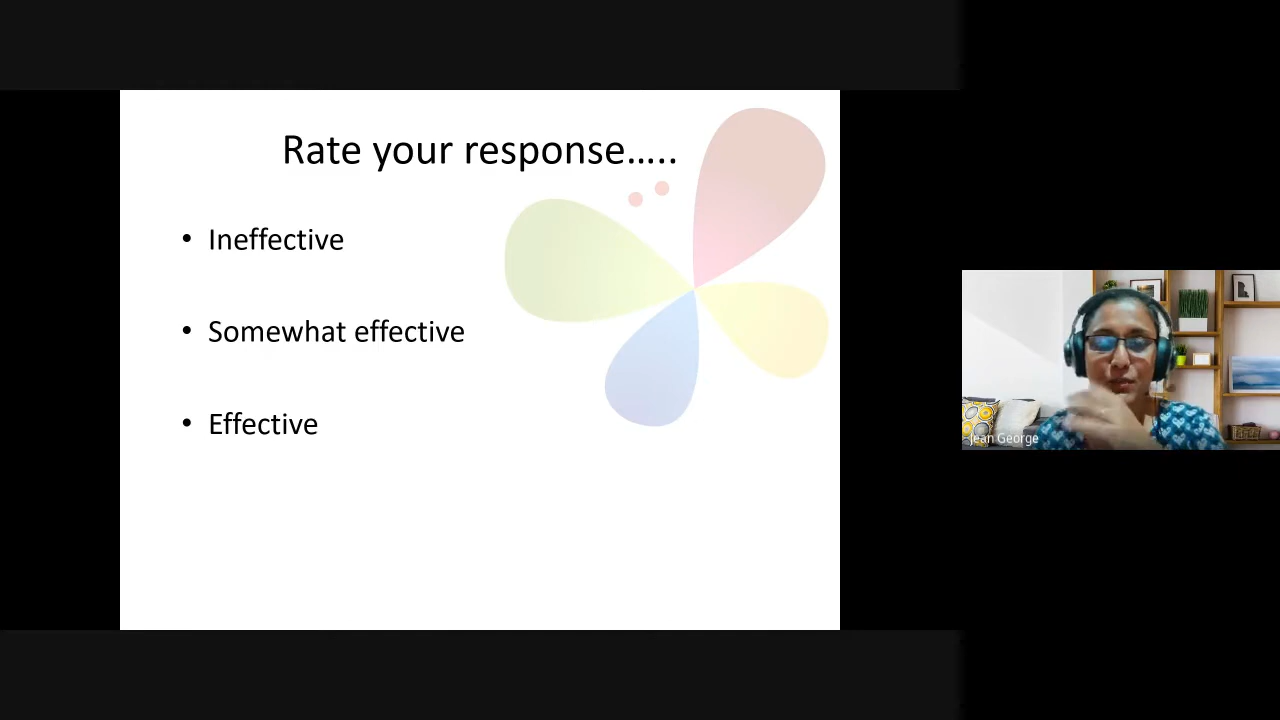 Rate your response.....
• Ineffective
• Somewhat effective
• Effective
Jean George